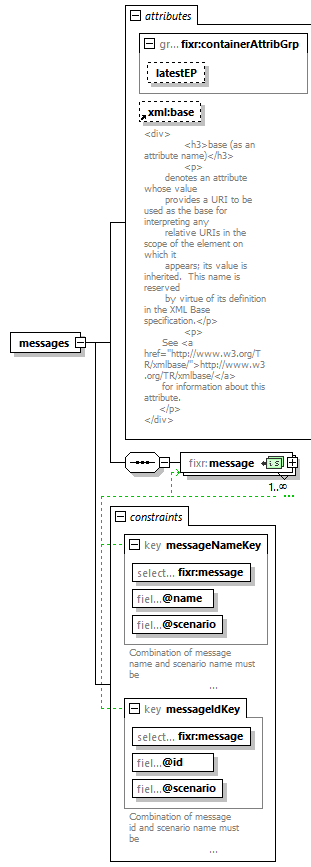 attributes
gr... fixr:containerAttribGrp
latestEP
xml:base
<div>
<h3>base (as an
attribute name)</h3>
<p>
denotes an attribute
whose value
provides a URI to be
used as the base for
interpreting any
relative URIs in the
scope of the element on
which it
appears; its value is
inherited.  This name is
reserved
by virtue of its definition
in the XML Base
specification.</p>
<p>
See <a
href="http://www.w3.org/T
R/xmlbase/">http://www.w3
.org/TR/xmlbase/</a>
for information about this
attribute.
</p>
</div>
messages
fixr:message
1..∞
...
constraints
key messageNameKey
select... fixr:message
fiel... @name
fiel... @scenario
Combination of message
name and scenario name must
be
...
key messageIdKey
select... fixr:message
fiel... @id
fiel... @scenario
Combination of message
id and scenario name must
be
...